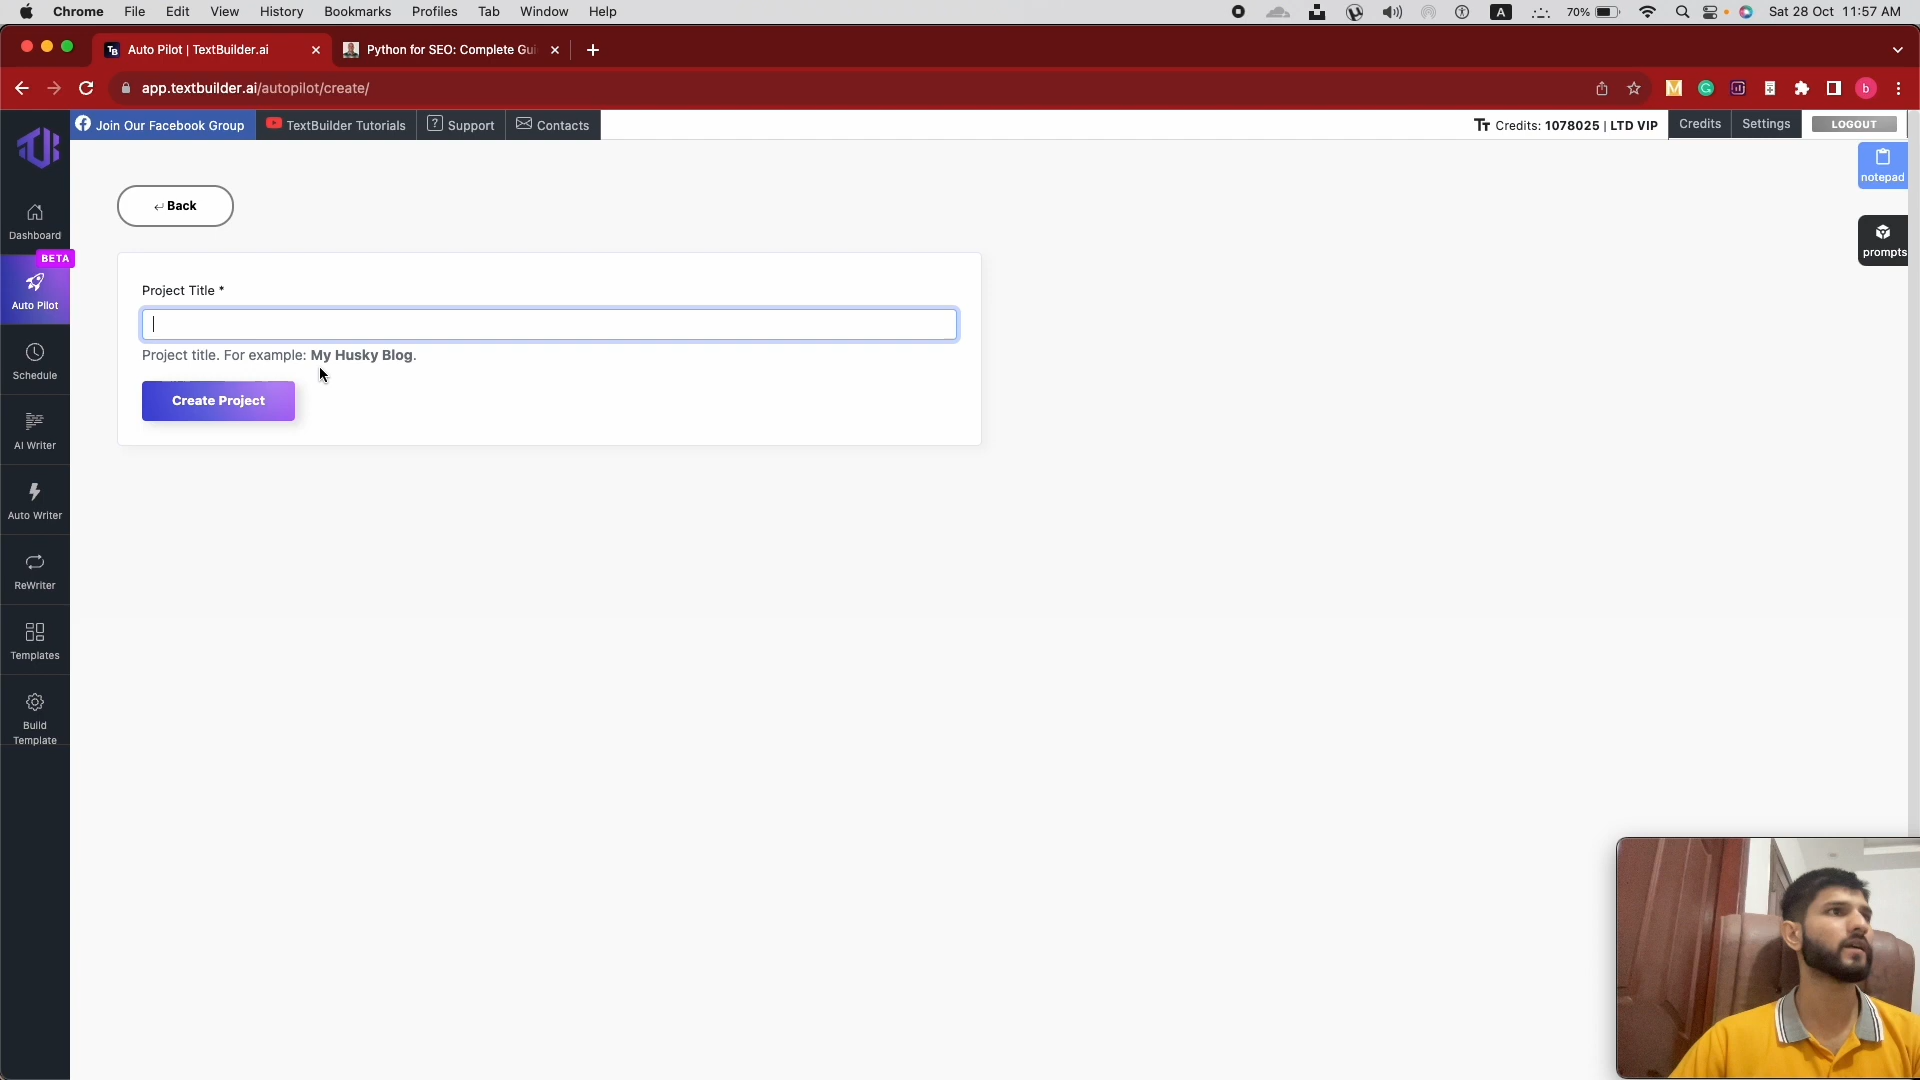 Chrome File Edit View History Bookmarks Profiles Tab Window Help
A 70% Sat 28 Oct 11:57 AM
TB Auto Pilot | TextBuilder.ai
Python for SEO: Complete Gui
app.textbuilder.ai/autopilot/create/
b
Join Our Facebook Group
TextBuilder Tutorials
Support
Contacts
Credits: 1078025 | LTD VIP
Credits
Settings
LOGOUT
notepad
prompts
Dashboard
BETA
Auto Pilot
Schedule
AI Writer
Auto Writer
ReWriter
Templates
Build
Template
Back
Project Title *
Project title. For example: My Husky Blog.
Create Project